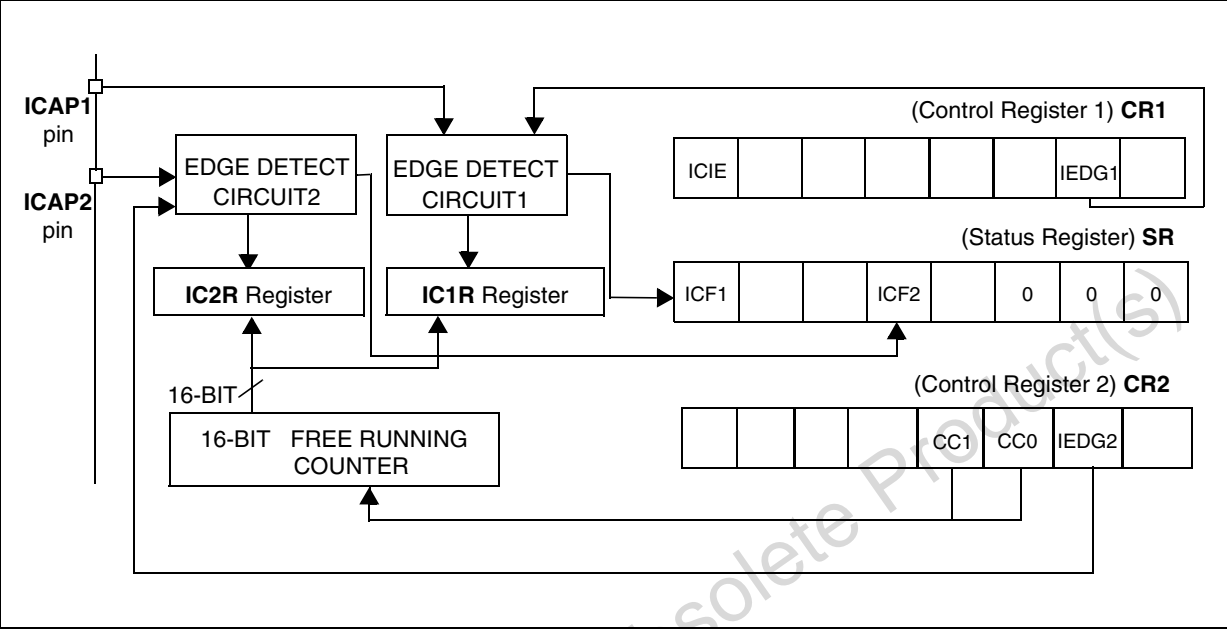 ICAP1
pin
ICAP2
pin
EDGE DETECT
CIRCUIT2
EDGE DETECT
CIRCUIT1
IC2R Register
IC1R Register
16-BIT
16-BIT FREE RUNNING
COUNTER
(Control Register 1) CR1
ICIE
IEDG1
(Status Register) SR
ICF1
ICF2
0
0
0
(Control Register 2) CR2
CC1
CC0
IEDG2
solete Product(s)